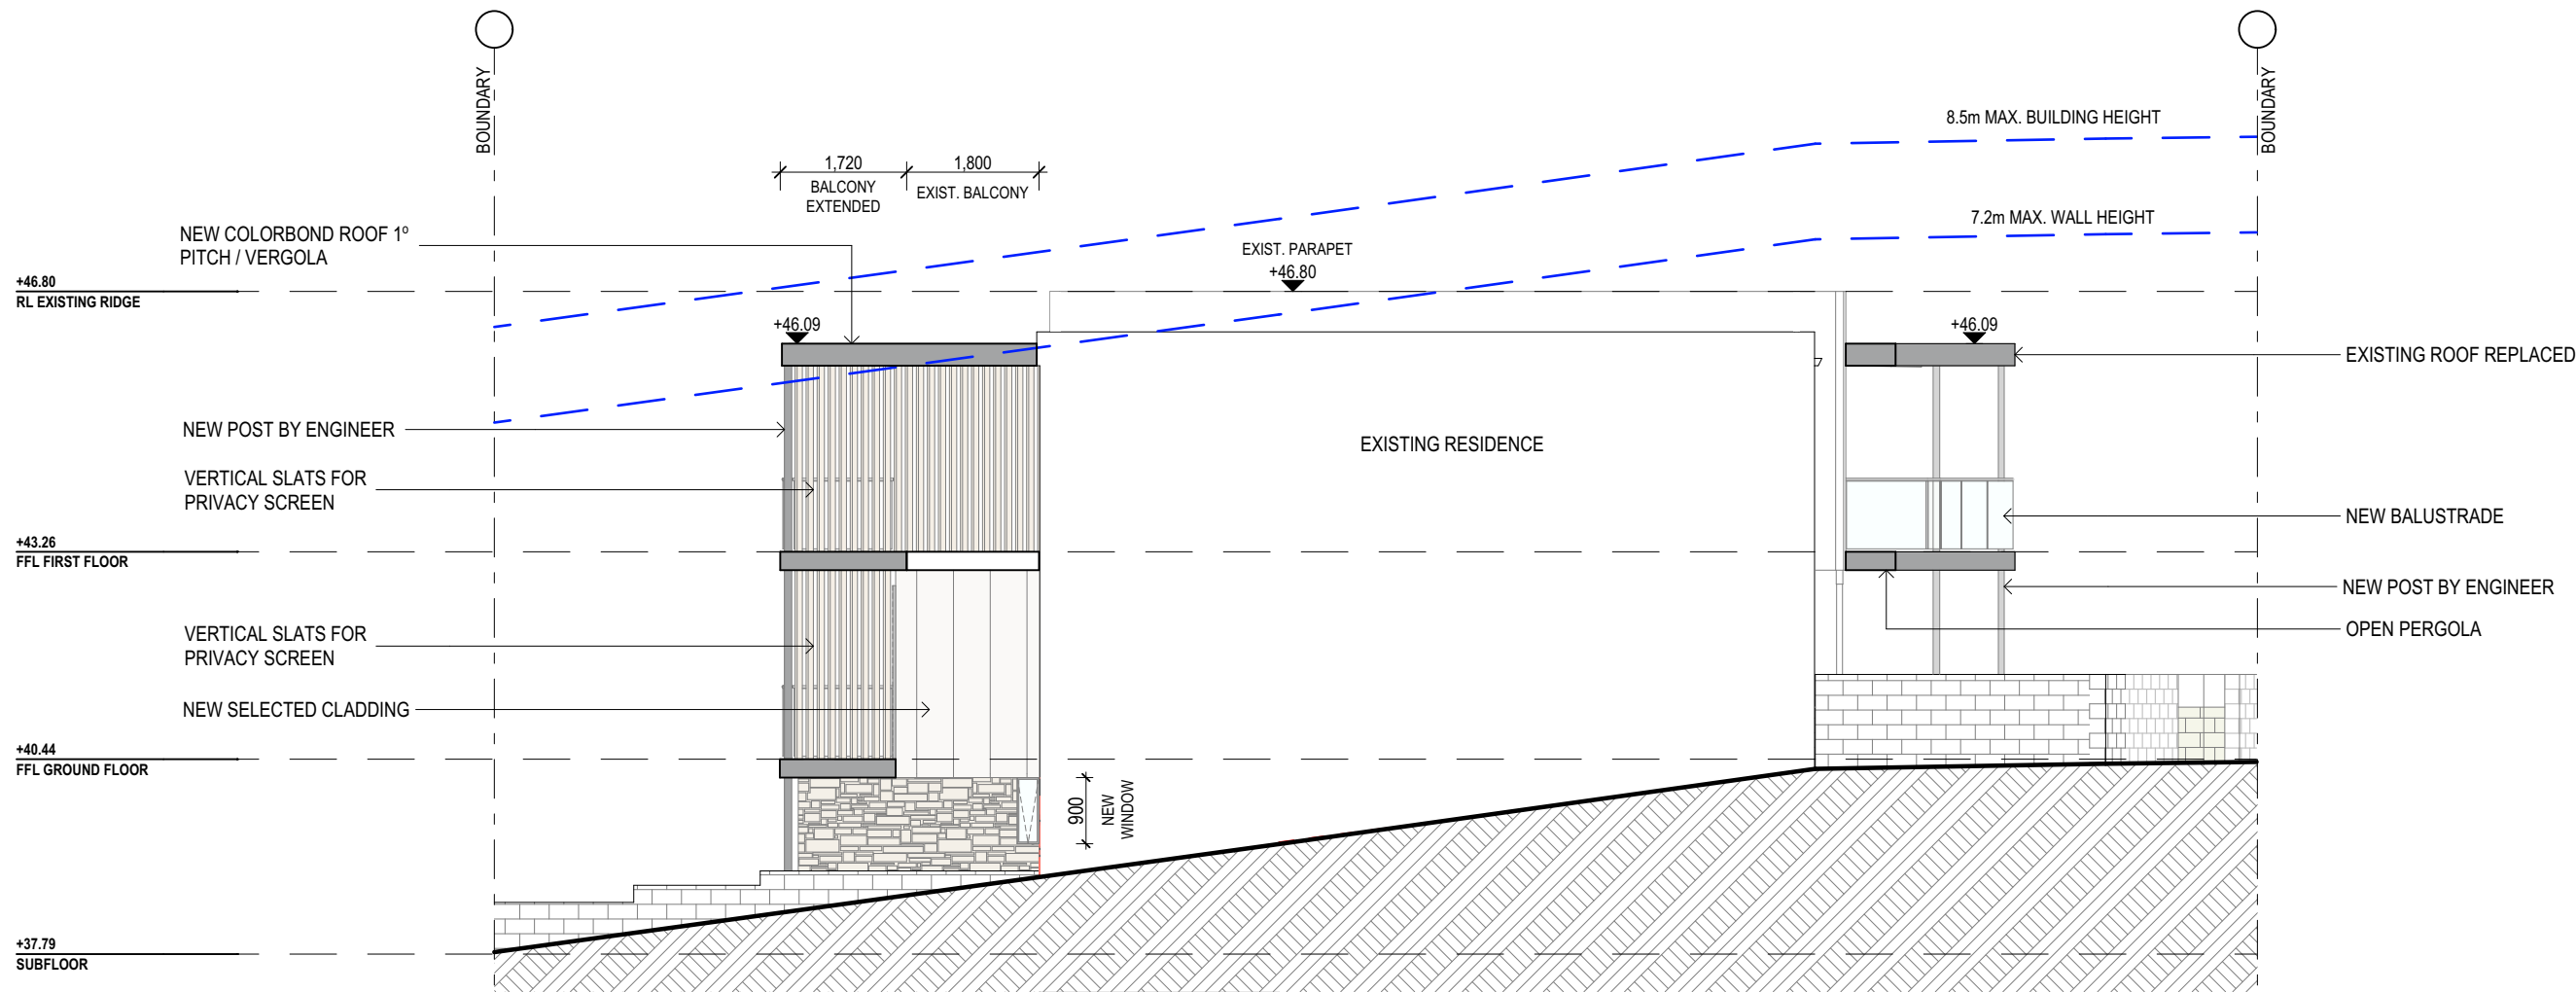 BOUNDARY
BOUNDARY
8.5m MAX. BUILDING HEIGHT
1,720
BALCONY
EXTENDED
1,800
EXIST. BALCONY
7.2m MAX. WALL HEIGHT
NEW COLORBOND ROOF 1º
PITCH / VERGOLA
EXIST. PARAPET
+46.80
+46.80
RL EXISTING RIDGE
+46.09
+46.09
EXISTING ROOF REPLACED
NEW POST BY ENGINEER
EXISTING RESIDENCE
VERTICAL SLATS FOR
PRIVACY SCREEN
NEW BALUSTRADE
+43.26
FFL FIRST FLOOR
NEW POST BY ENGINEER
OPEN PERGOLA
VERTICAL SLATS FOR
PRIVACY SCREEN
NEW SELECTED CLADDING
+40.44
FFL GROUND FLOOR
900
NEW
WINDOW
+37.79
SUBFLOOR